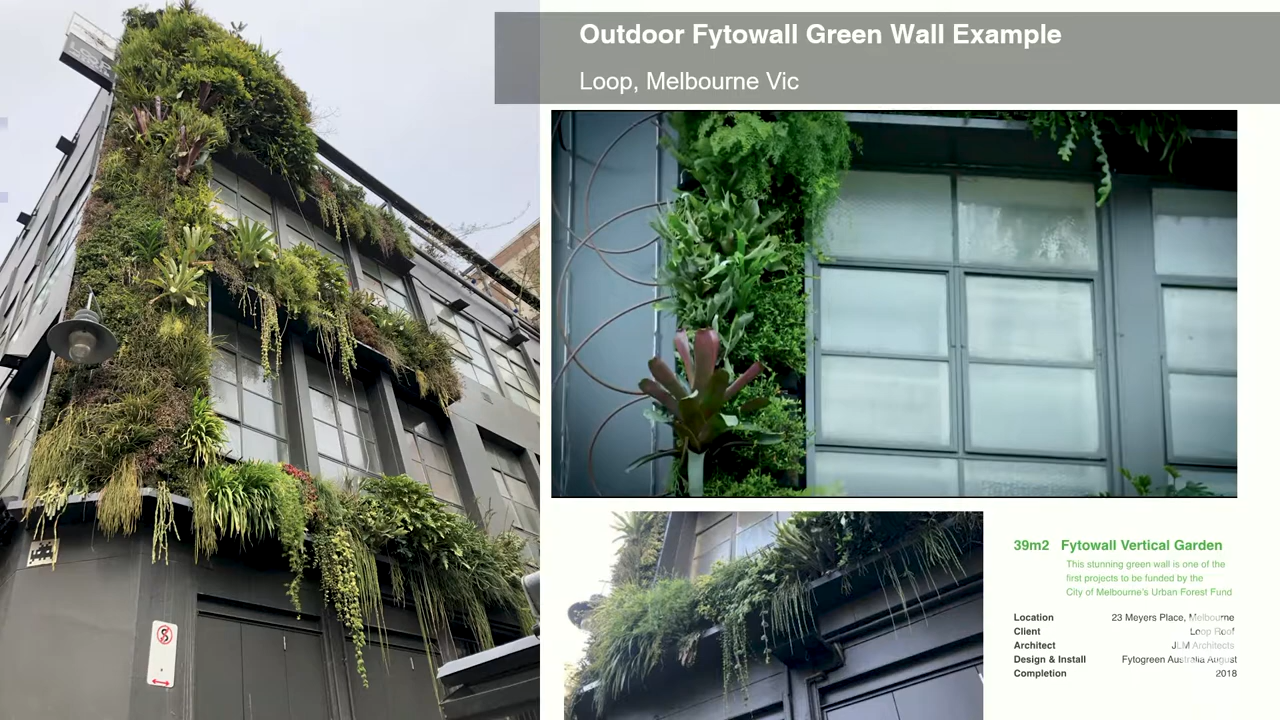 Outdoor Fytowall Green Wall Example
Loop, Melbourne Vic
39m2 Fytowall Vertical Garden
This stunning green wall is one of the
first projects to be funded by the
City of Melbourne's Urban Forest Fund
Location 23 Meyers Place, Melbourne
Client Loop Roof
Architect JLM Architects
Design & Install Fytogreen Australia August
Completion 2018